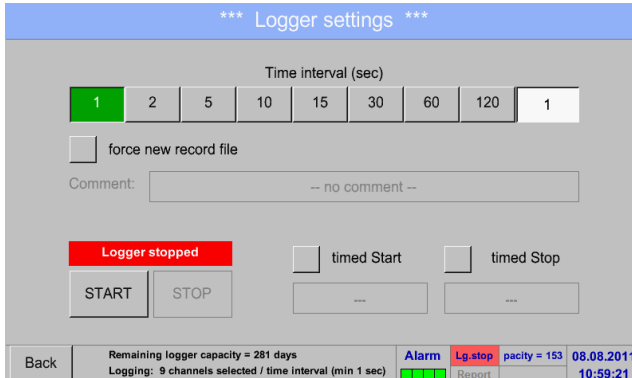 *** Logger settings ***
Time interval (sec)
1 2 5 10 15 30 60 120 1
force new record file
Comment: -- no comment --
Logger stopped
timed Start timed Stop
START STOP --- ---
Back
Remaining logger capacity = 281 days
Logging: 9 channels selected / time interval (min 1 sec)
Alarm Lg.stop pacity = 153 08.08.2011
Report 10:59:21